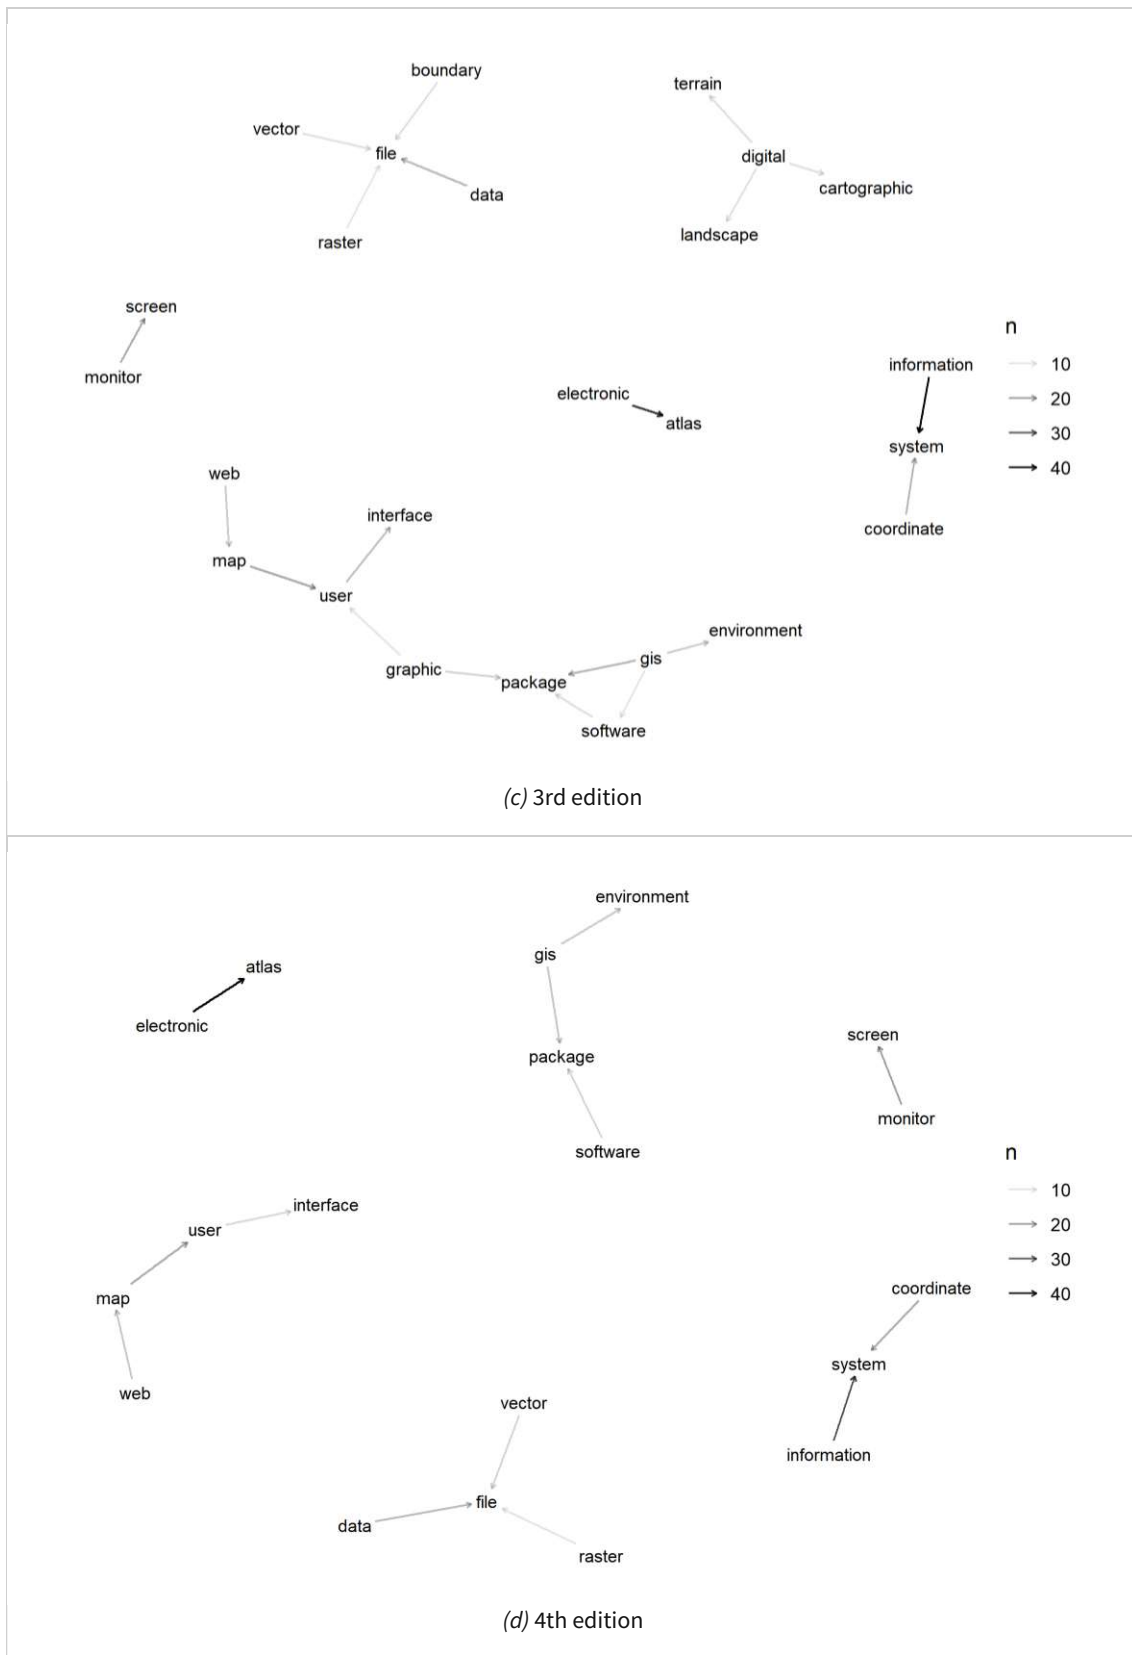 boundary
terrain
vector
file
digital
data
cartographic
landscape
raster
screen
monitor
n
10
20
30
40
information
system
coordinate
electronic
atlas
web
interface
map
user
environment
gis
graphic
package
software
(c) 3rd edition
environment
gis
atlas
electronic
package
screen
monitor
software
n
10
20
30
40
interface
user
map
web
coordinate
system
information
vector
file
data
raster
(d) 4th edition